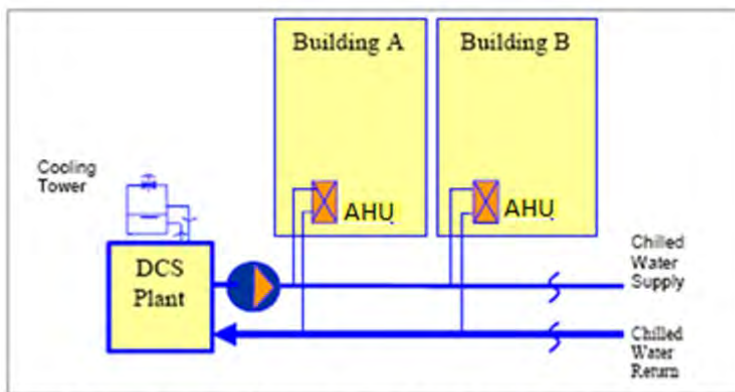 Building A
Building B
Cooling
Tower
AHU
AHU
DCS
Plant
Chilled
Water
Supply
Chilled
Water
Return